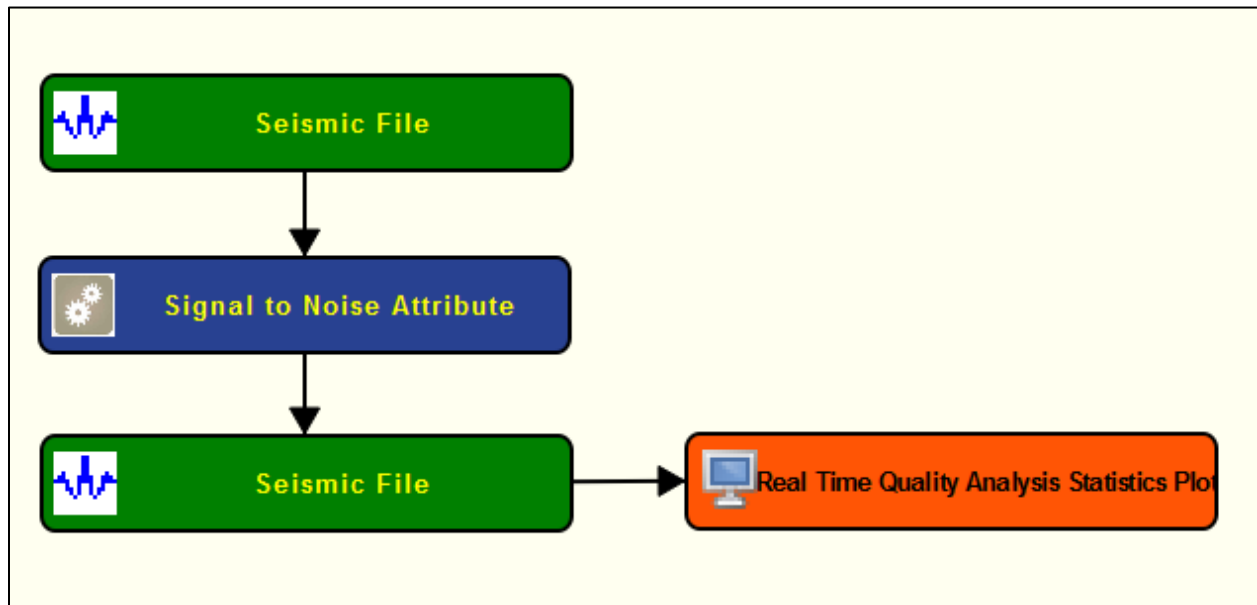 Seismic File
Signal to Noise Attribute
Seismic File
Real Time Quality Analysis Statistics Plot